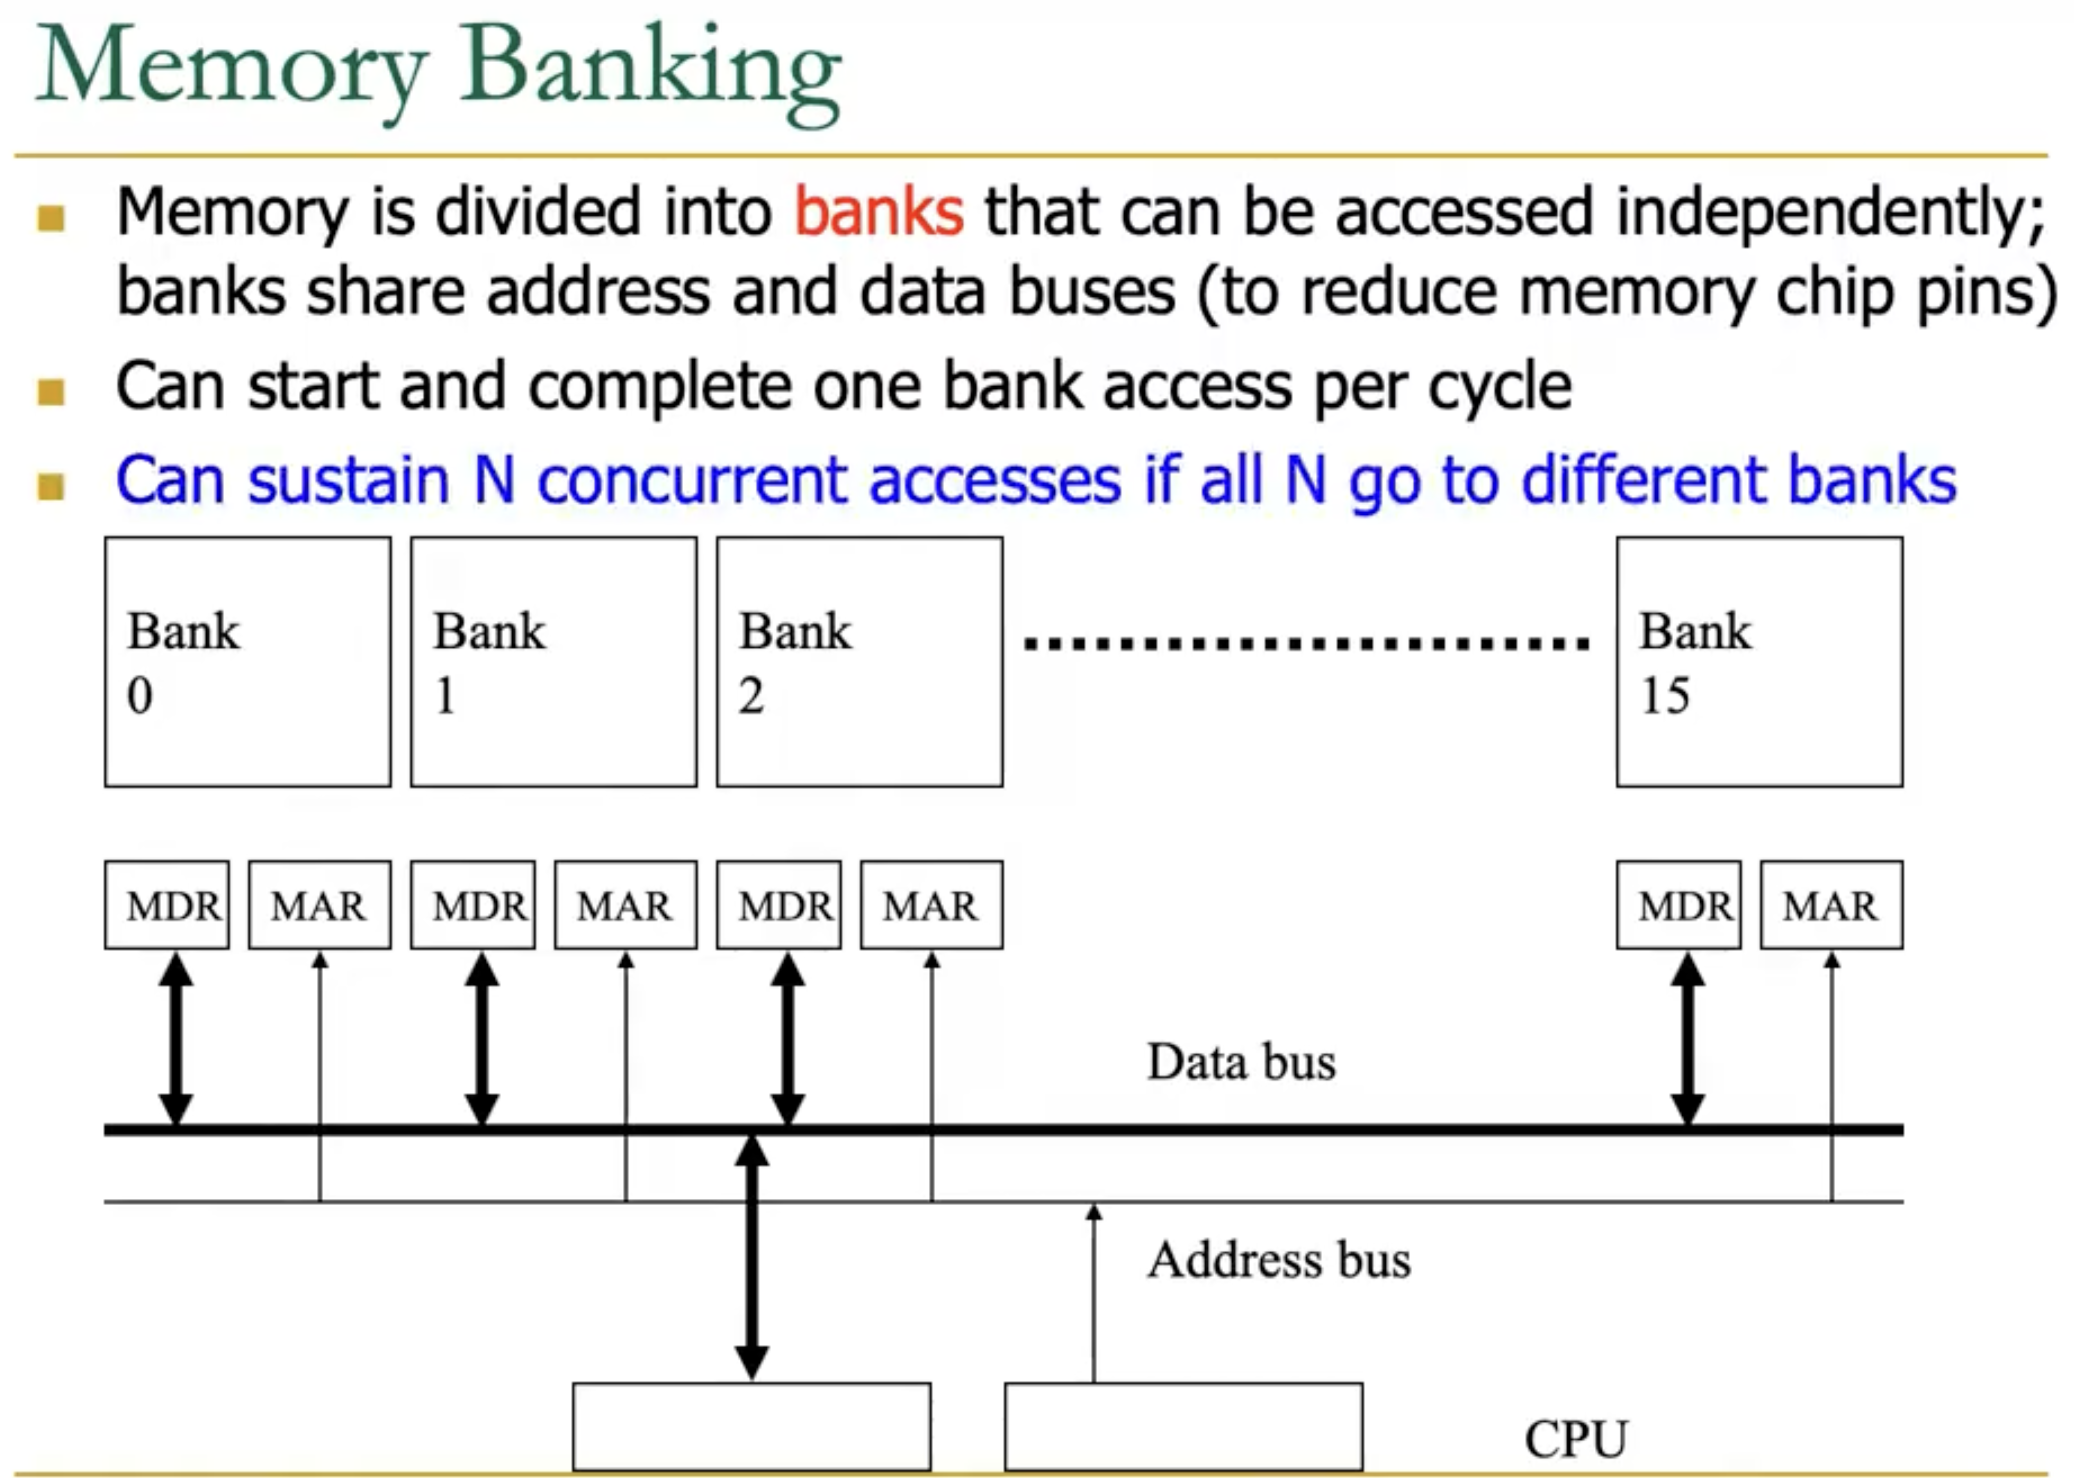 Memory Banking
Memory is divided into banks that can be accessed independently;
banks share address and data buses (to reduce memory chip pins)
Can start and complete one bank access per cycle
Can sustain N concurrent accesses if all N go to different banks
Bank Bank Bank Bank
0 1 2 15
MDR MAR MDR MAR MDR MAR MDR MAR
Data bus
Address bus
CPU